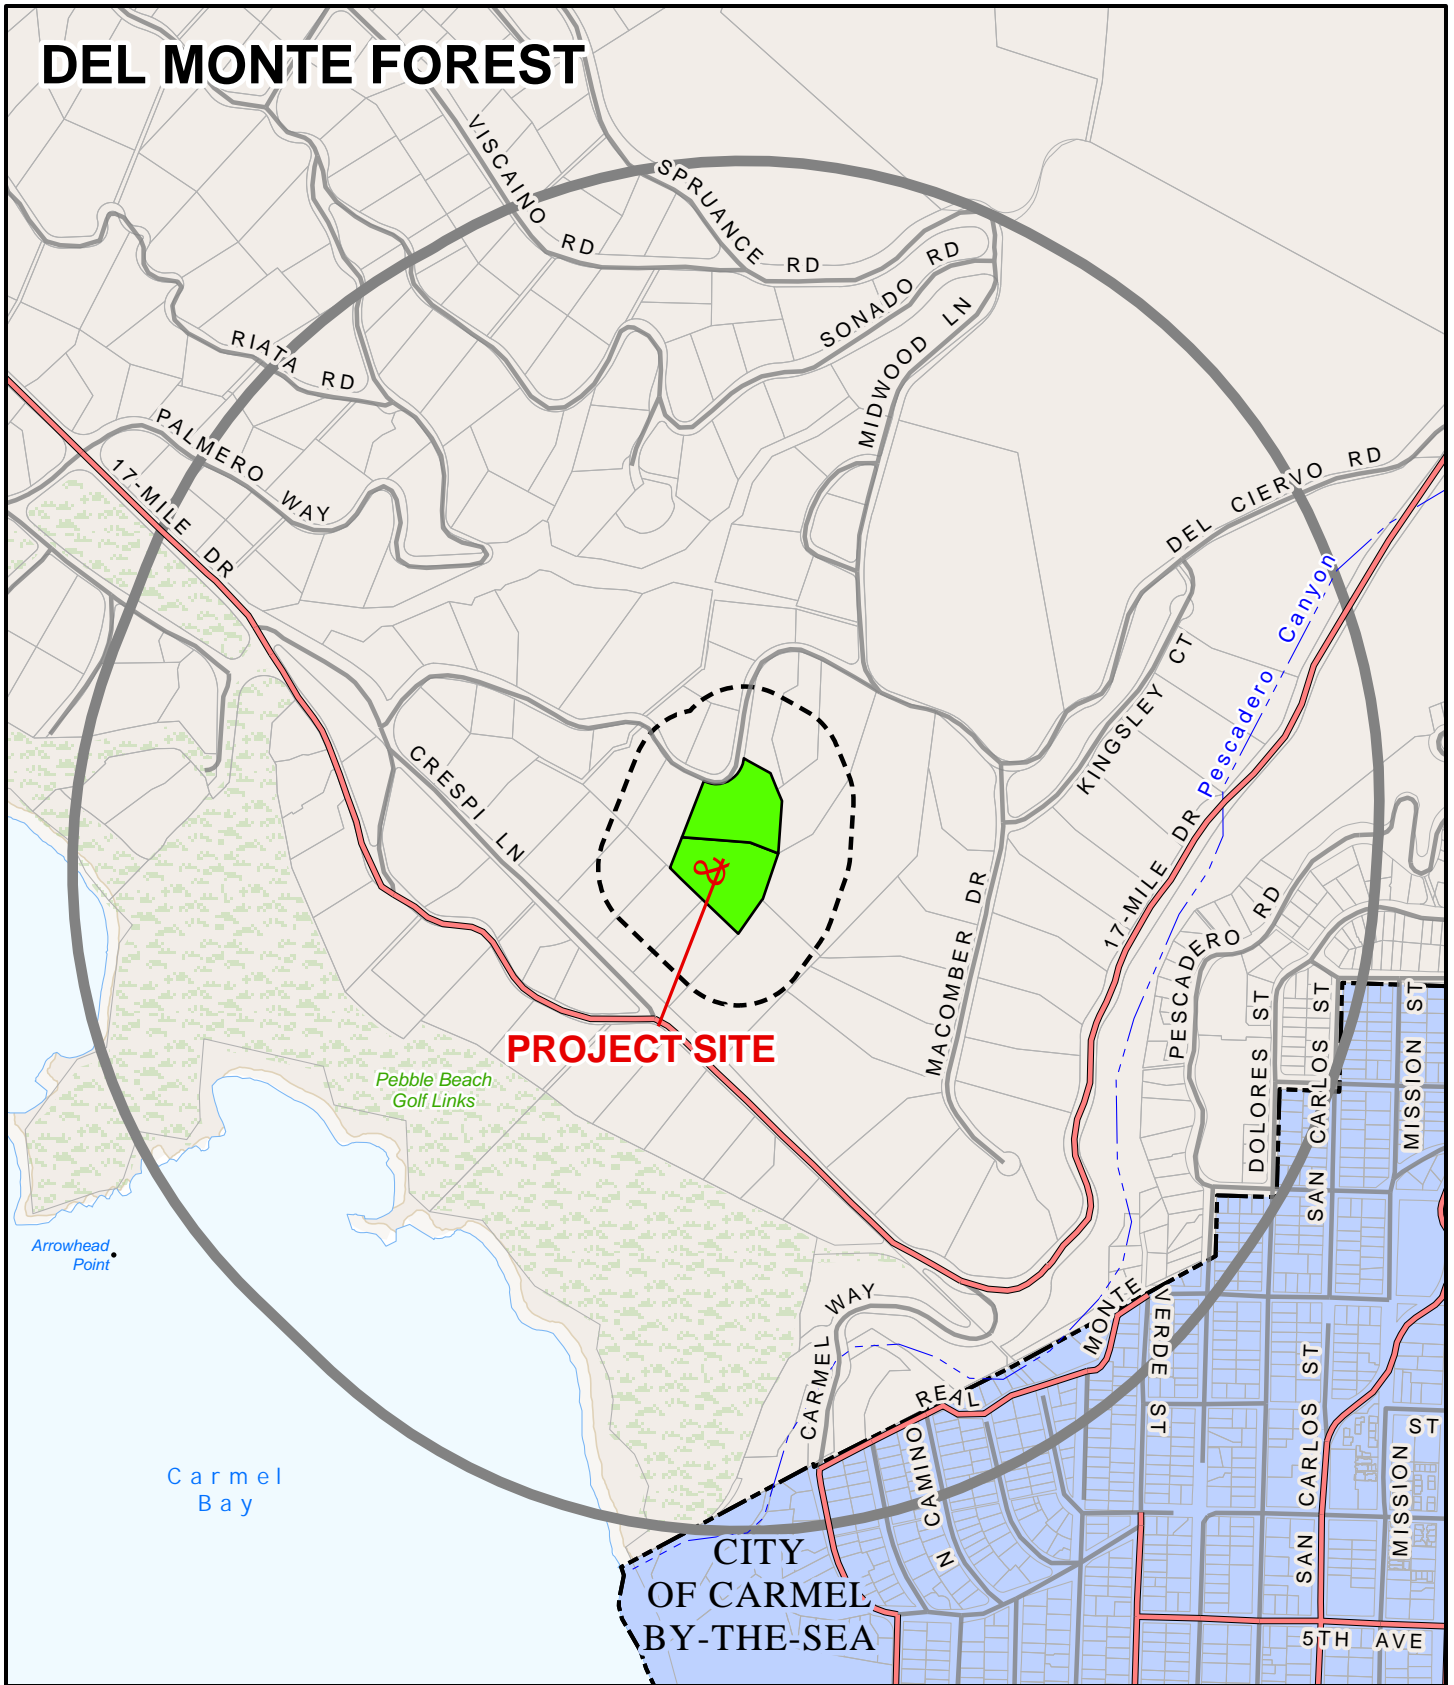 DEL MONTE FOREST
VISCAINO RD
SPRUANCE RD
SONADO RD
MIDWOOD LN
RIATA RD
PALMERO WAY
17-MILE DR
DEL CIERVO RD
Pescadero Canyon
KINGSLEY CT
CRESPI LN
&
17-MILE DR
MACOMBER DR
PESCADERO RD
DOLORES ST
SAN CARLOS ST
MISSION ST
PROJECT SITE
Pebble Beach
Golf Links
Arrowhead
Point
CARMEL WAY
MONTE VERDE ST
N CAMINO REAL
SAN CARLOS ST
MISSION ST
Carmel
Bay
CITY
OF CARMEL
BY-THE-SEA
5TH AVE